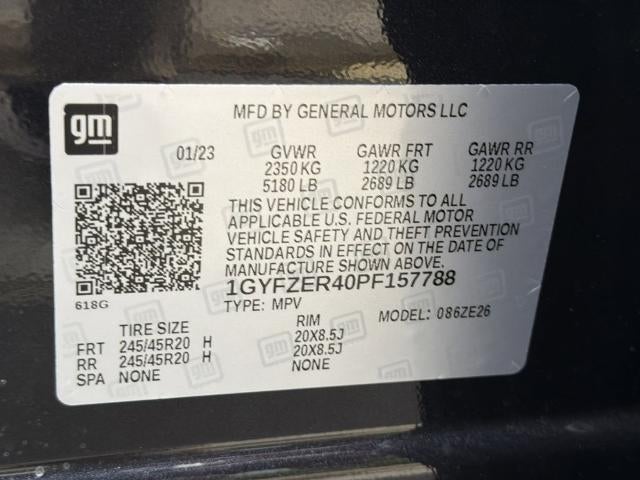 gm
MFD BY GENERAL MOTORS LLC
01/23 GVWR GAWR FRT GAWR RR
2350 KG 1220 KG 1220 KG
5180 LB 2689 LB 2689 LB
THIS VEHICLE CONFORMS TO ALL
APPLICABLE U.S. FEDERAL MOTOR
VEHICLE SAFETY AND THEFT PREVENTION
STANDARDS IN EFFECT ON THE DATE OF
MANUFACTURE SHOWN ABOVE.
1GYFZER40PF157788
618G
TYPE: MPV MODEL: 086ZE26
TIRE SIZE RIM
FRT 245/45R20 H 20X8.5J
RR 245/45R20 H 20X8.5J
SPA NONE NONE